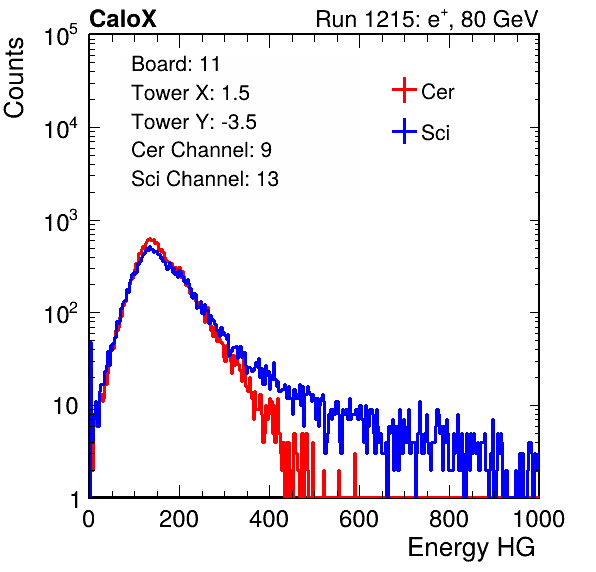 CaloX Run 1215: e⁺, 80 GeV
Counts
Board: 11
Tower X: 1.5
Tower Y: -3.5
Cer Channel: 9
Sci Channel: 13
Cer
Sci
10⁵
10⁴
10³
10²
10
1
0 200 400 600 800 1000
Energy HG